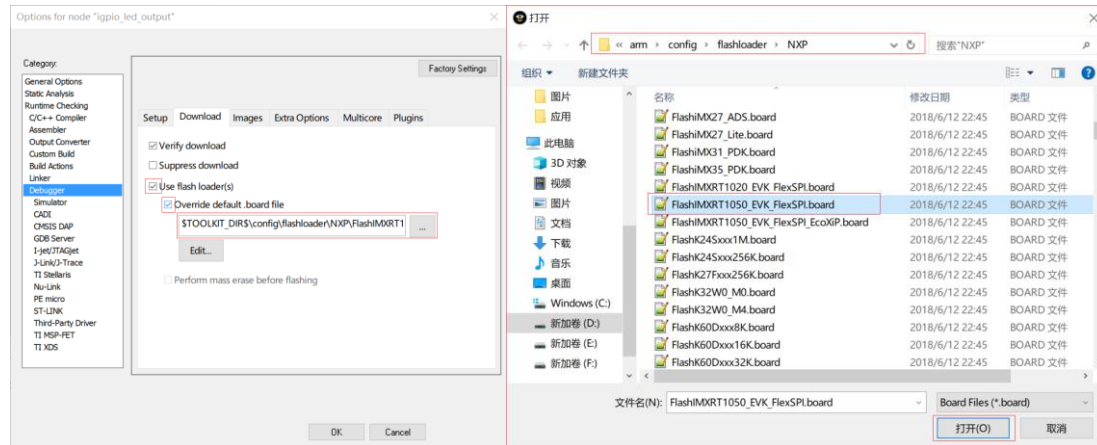 Options for node "igpio_led_output"
Category:
General Options
Static Analysis
Runtime Checking
C/C++ Compiler
Assembler
Output Converter
Custom Build
Build Actions
Linker
Debugger
Simulator
CADI
CMSIS DAP
GDB Server
I-jet/JTAGjet
J-Link/J-Trace
TI Stellaris
Nu-Link
PE micro
ST-LINK
Third-Party Driver
TI MSP-FET
TI XDS
Factory Settings
Setup Download Images Extra Options Multicore Plugins
Verify download
Suppress download
Use flash loader(s)
Override default .board file
$TOOLKIT_DIR$\config\flashloader\NXP\FlashIMXRT1 ...
Edit...
Perform mass erase before flashing
OK Cancel
打开
« arm › config › flashloader › NXP
搜索"NXP"
组织 新建文件夹
图片
应用
此电脑
3D 对象
视频
图片
文档
下载
音乐
桌面
Windows (C:)
新加卷 (D:)
新加卷 (E:)
新加卷 (F:)
名称 修改日期 类型
FlashiMX27_ADS.board 2018/6/12 22:45 BOARD 文件
FlashiMX27_Lite.board 2018/6/12 22:45 BOARD 文件
FlashiMX31_PDK.board 2018/6/12 22:45 BOARD 文件
FlashiMX35_PDK.board 2018/6/12 22:45 BOARD 文件
FlashIMXRT1020_EVK_FlexSPI.board 2018/6/12 22:45 BOARD 文件
FlashIMXRT1050_EVK_FlexSPI.board 2018/6/12 22:45 BOARD 文件
FlashIMXRT1050_EVK_FlexSPI_EcoXiP.board 2018/6/12 22:45 BOARD 文件
FlashK24Sxxx1M.board 2018/6/12 22:45 BOARD 文件
FlashK24Sxxx256K.board 2018/6/12 22:45 BOARD 文件
FlashK27Fxxx256K.board 2018/6/12 22:45 BOARD 文件
FlashK32W0_M0.board 2018/6/12 22:45 BOARD 文件
FlashK32W0_M4.board 2018/6/12 22:45 BOARD 文件
FlashK60Dxxx8K.board 2018/6/12 22:45 BOARD 文件
FlashK60Dxxx16K.board 2018/6/12 22:45 BOARD 文件
FlashK60Dxxx32K.board 2018/6/12 22:45 BOARD 文件
文件名(N): FlashIMXRT1050_EVK_FlexSPI.board Board Files (*.board)
打开(O) 取消